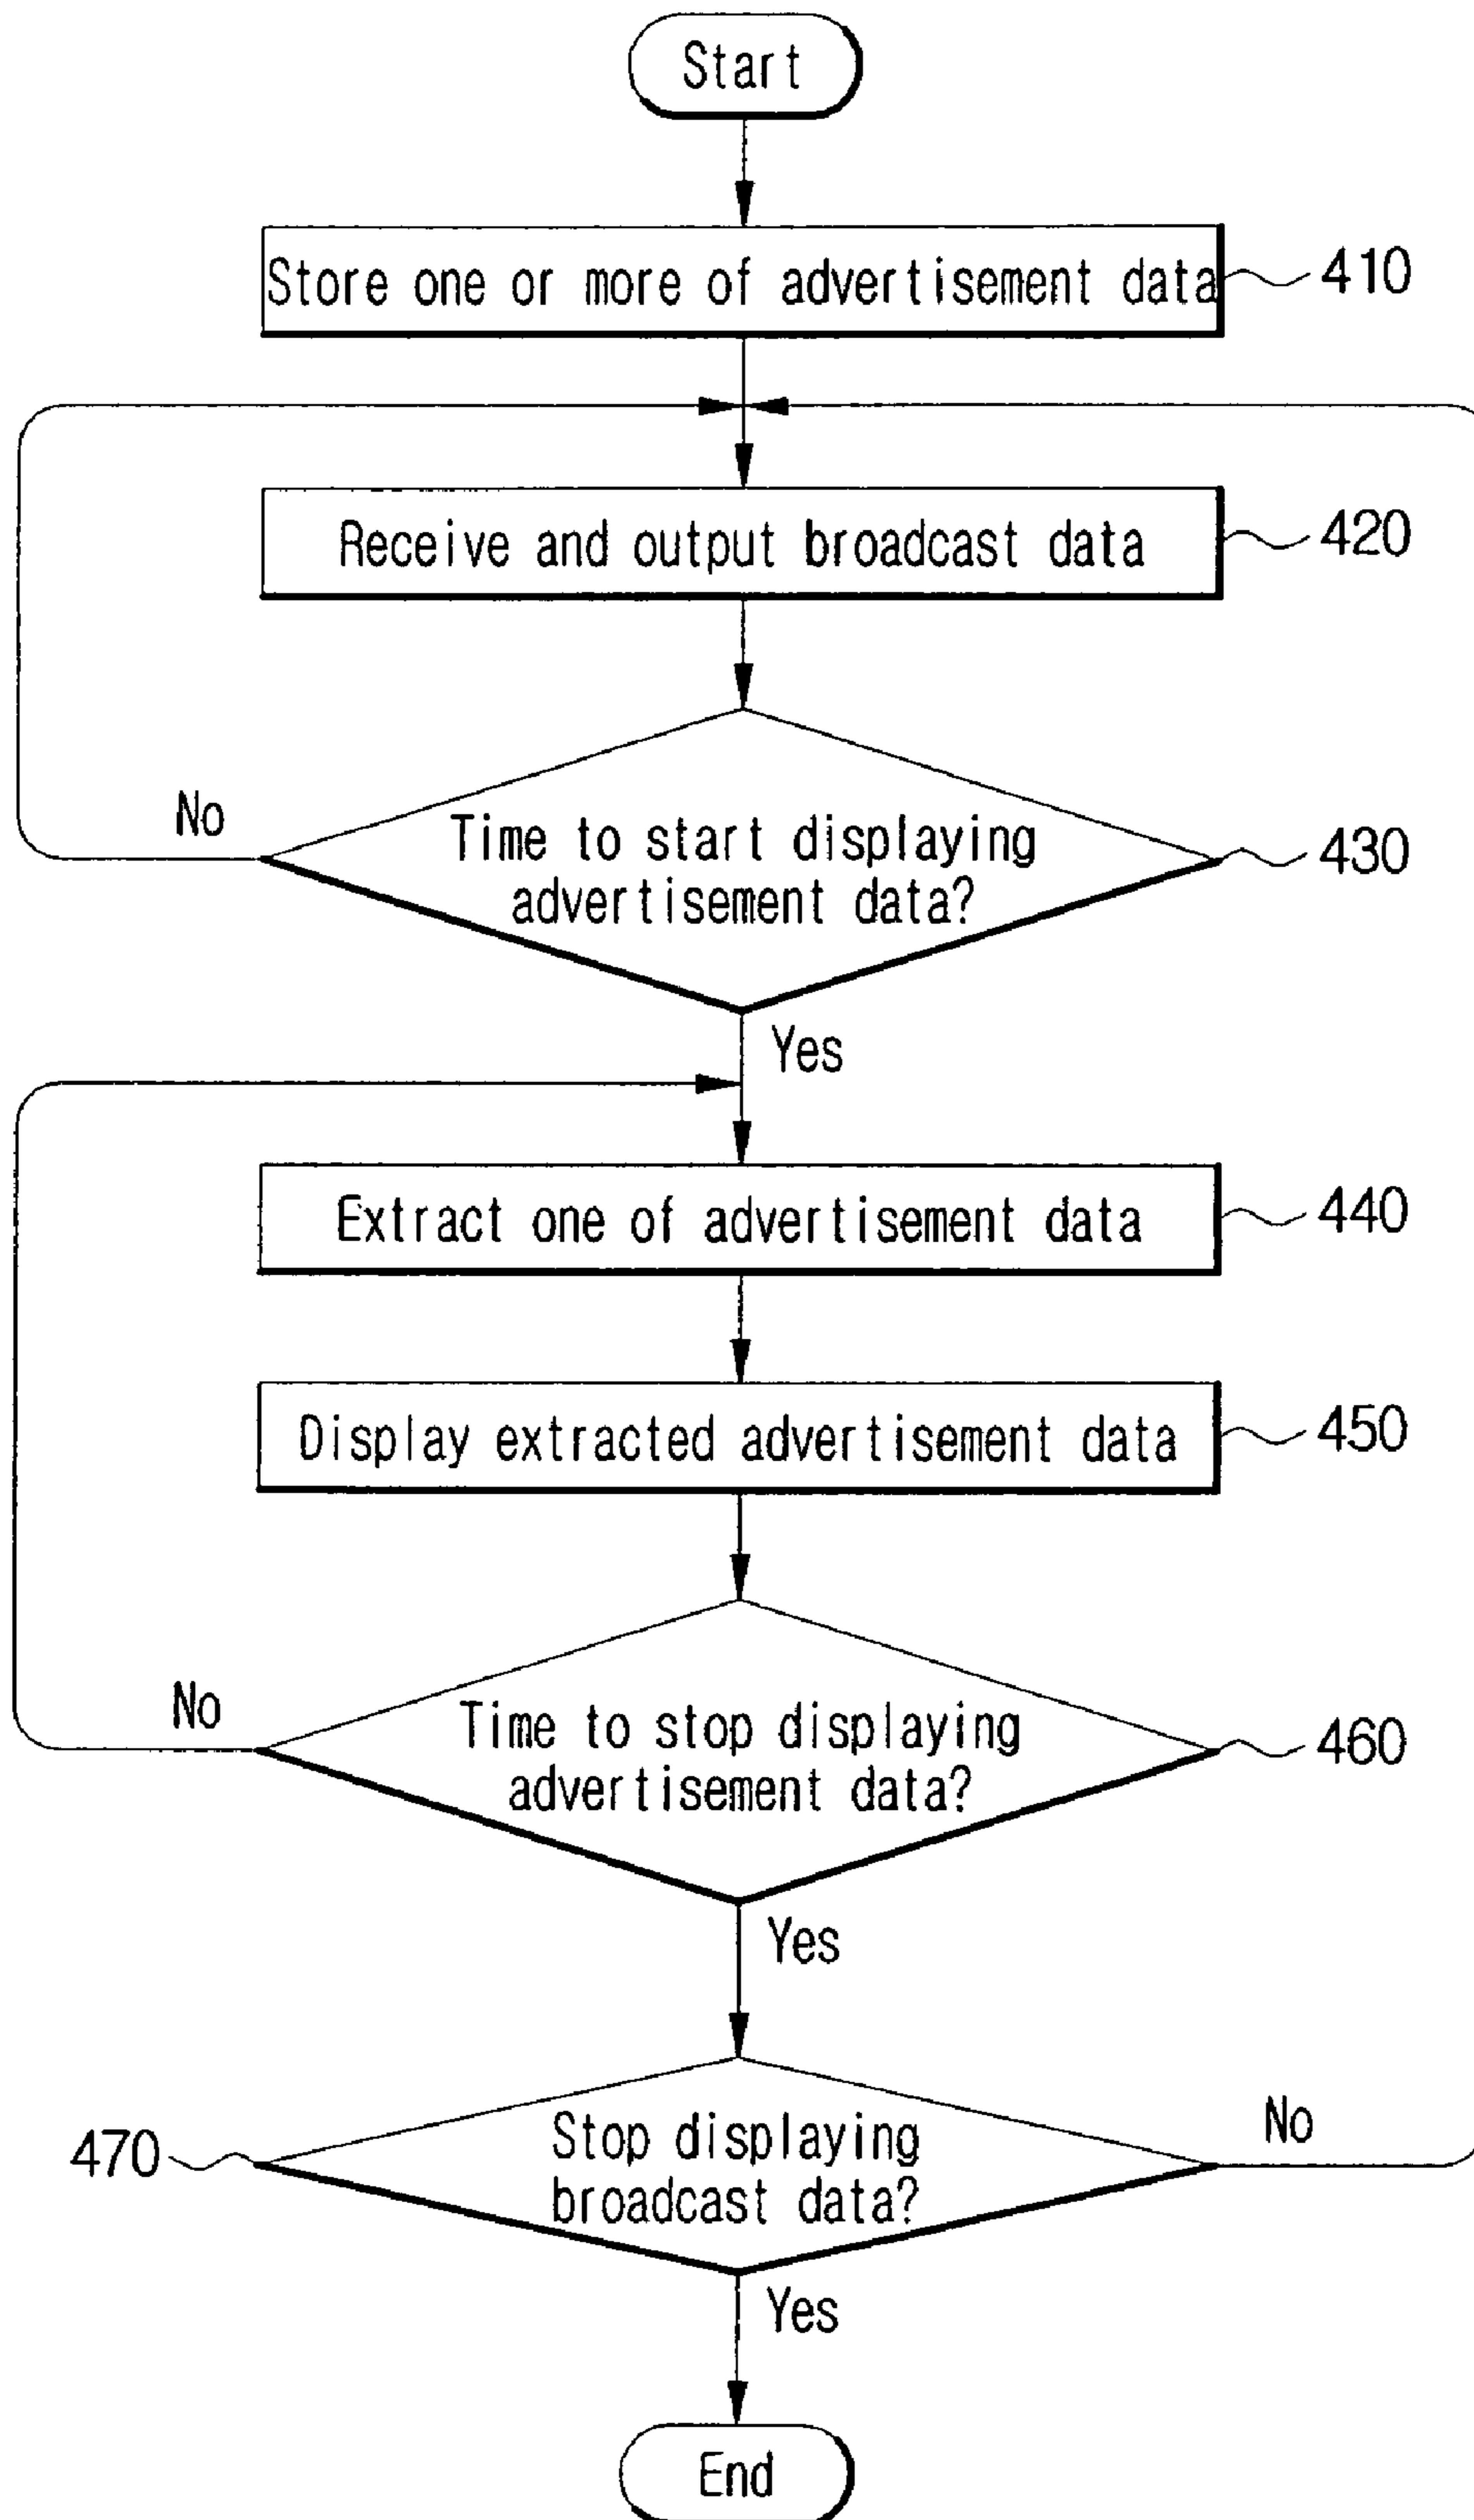 Start
Store one or more of advertisement data
410
Receive and output broadcast data
420
No
Time to start displaying
advertisement data?
430
Yes
Extract one of advertisement data
440
Display extracted advertisement data
450
No
Time to stop displaying
advertisement data?
460
Yes
470
Stop displaying
broadcast data?
No
Yes
End